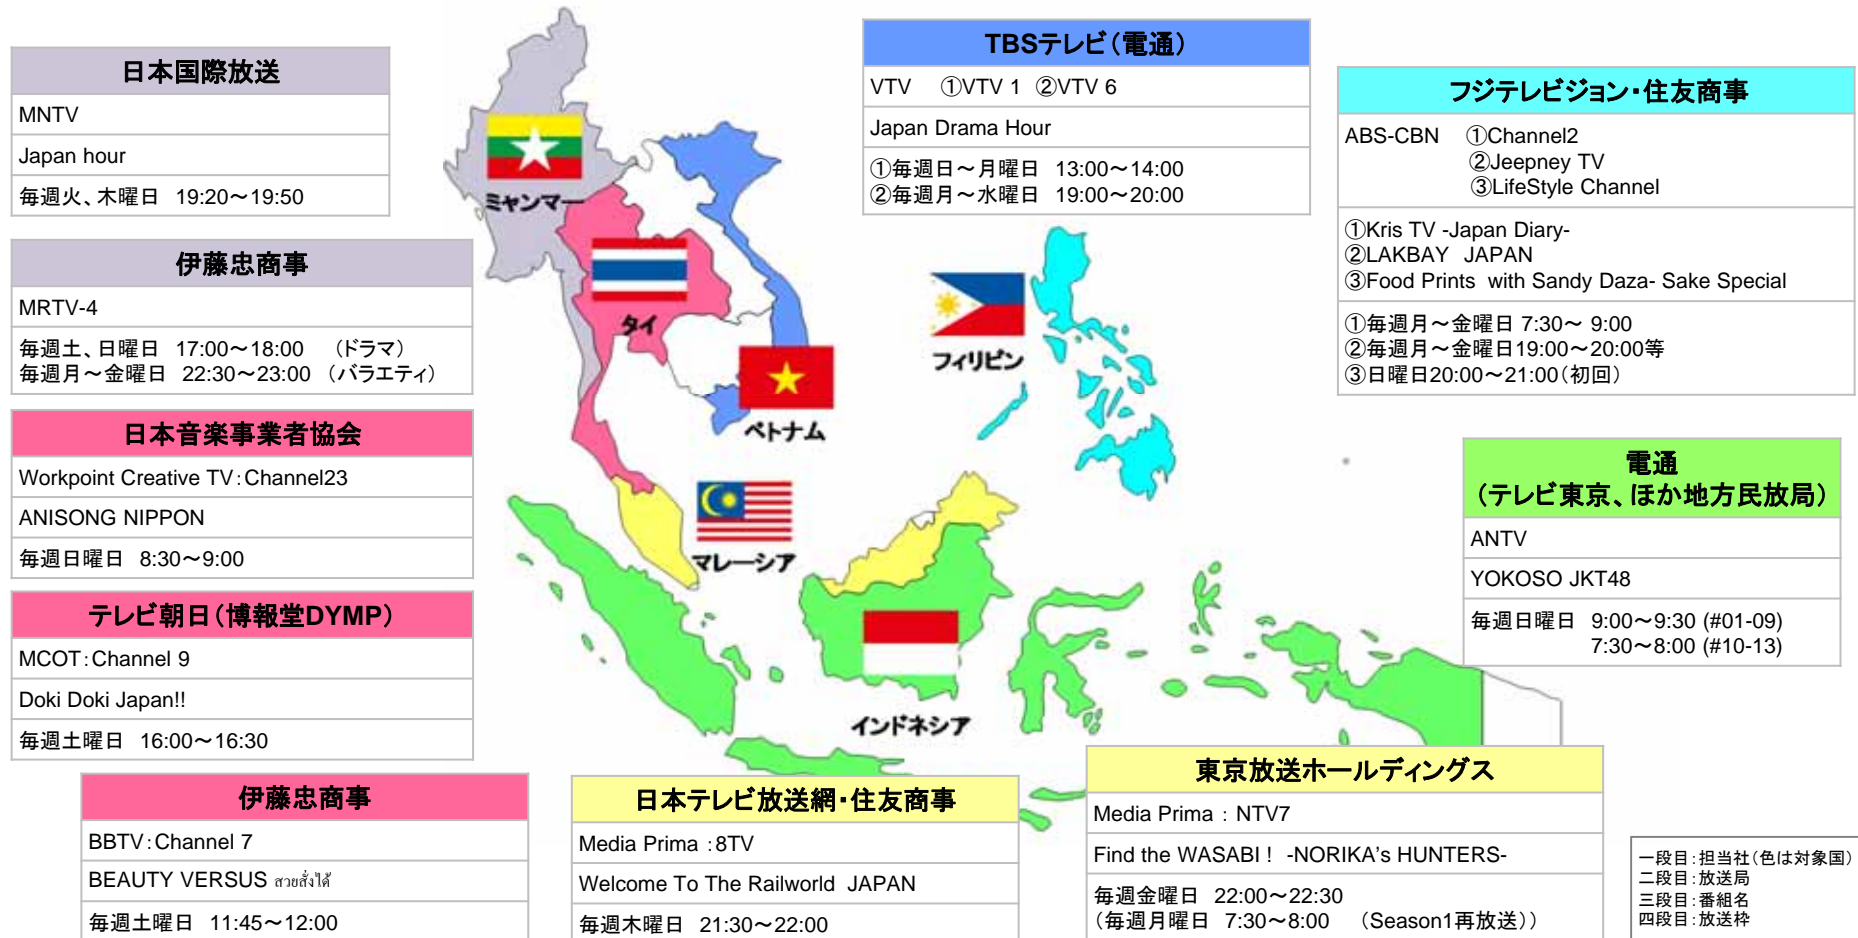 日本国際放送
MNTV
Japan hour
毎週火、木曜日 19:20～19:50
伊藤忠商事
MRTV-4
毎週土、日曜日 17:00～18:00 （ドラマ）
毎週月～金曜日 22:30～23:00 （バラエティ）
日本音楽事業者協会
Workpoint Creative TV：Channel23
ANISONG NIPPON
毎週日曜日 8:30～9:00
テレビ朝日（博報堂DYMP）
MCOT：Channel 9
Doki Doki Japan!!
毎週土曜日 16:00～16:30
伊藤忠商事
BBTV：Channel 7
BEAUTY VERSUS สวยสั่งได้
毎週土曜日 11:45～12:00
ミャンマー
タイ
ベトナム
マレーシア
フィリピン
インドネシア
TBSテレビ（電通）
VTV ①VTV 1 ②VTV 6
Japan Drama Hour
①毎週日～月曜日 13:00～14:00
②毎週月～水曜日 19:00～20:00
フジテレビジョン・住友商事
ABS-CBN ①Channel2
②Jeepney TV
③LifeStyle Channel
①Kris TV -Japan Diary-
②LAKBAY JAPAN
③Food Prints with Sandy Daza- Sake Special
①毎週月～金曜日 7:30～ 9:00
②毎週月～金曜日19:00～20:00等
③日曜日20:00～21:00（初回）
電通
（テレビ東京、ほか地方民放局）
ANTV
YOKOSO JKT48
毎週日曜日 9:00～9:30 (#01-09)
7:30～8:00 (#10-13)
日本テレビ放送網・住友商事
Media Prima ：8TV
Welcome To The Railworld JAPAN
毎週木曜日 21:30～22:00
東京放送ホールディングス
Media Prima： NTV7
Find the WASABI！ -NORIKA's HUNTERS-
毎週金曜日 22:00～22:30
（毎週月曜日 7:30～8:00 （Season1再放送））
一段目：担当社（色は対象国）
二段目：放送局
三段目：番組名
四段目：放送枠